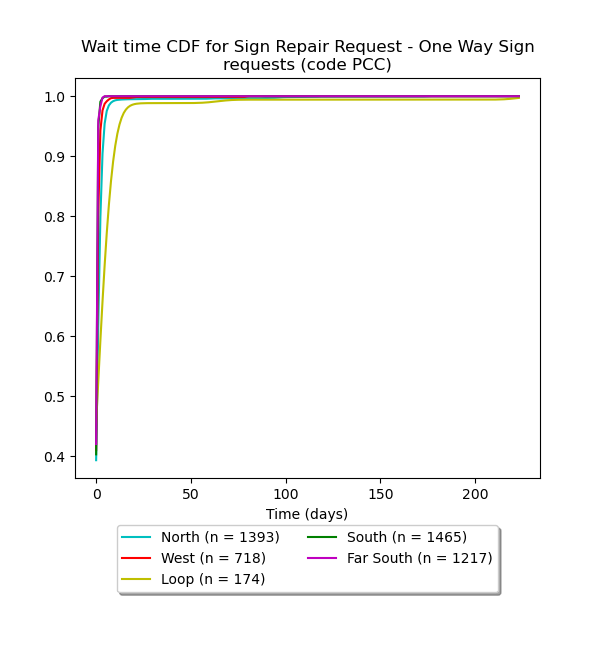 Wait time CDF for Sign Repair Request - One Way Sign
requests (code PCC)
1.0
0.9
0.8
0.7
0.6
0.5
0.4
0 50 100 150 200
Time (days)
North (n = 1393) South (n = 1465)
West (n = 718) Far South (n = 1217)
Loop (n = 174)